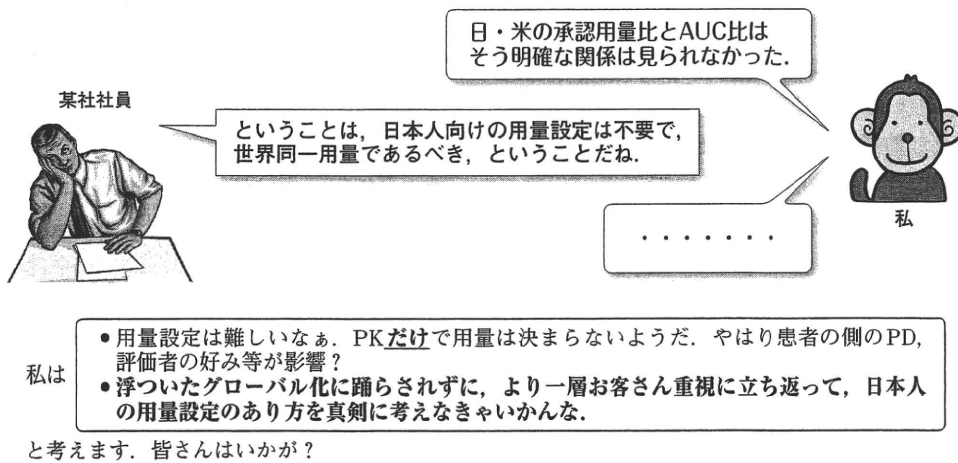 日・米の承認用量比とAUC比は
そう明確な関係は見られなかった．
某社社員
ということは，日本人向けの用量設定は不要で，
世界同一用量であるべき，ということだね．
私
・・・・・・・
● 用量設定は難しいなぁ．PKだけで用量は決まらないようだ．やはり患者の側のPD，
評価者の好み等が影響？
私は
● 浮ついたグローバル化に踊らされずに，より一層お客さん重視に立ち返って，日本人
の用量設定のあり方を真剣に考えなきゃいかんな．
と考えます．皆さんはいかが？